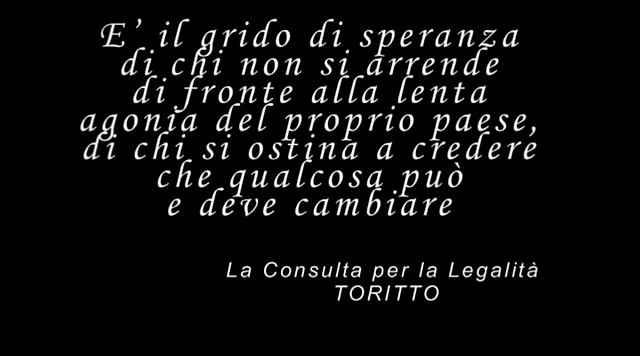 E' il grido di speranza
di chi non si arrende
di fronte alla lenta
agonia del proprio paese,
di chi si ostina a credere
che qualcosa può
e deve cambiare
La Consulta per la Legalità
TORITTO